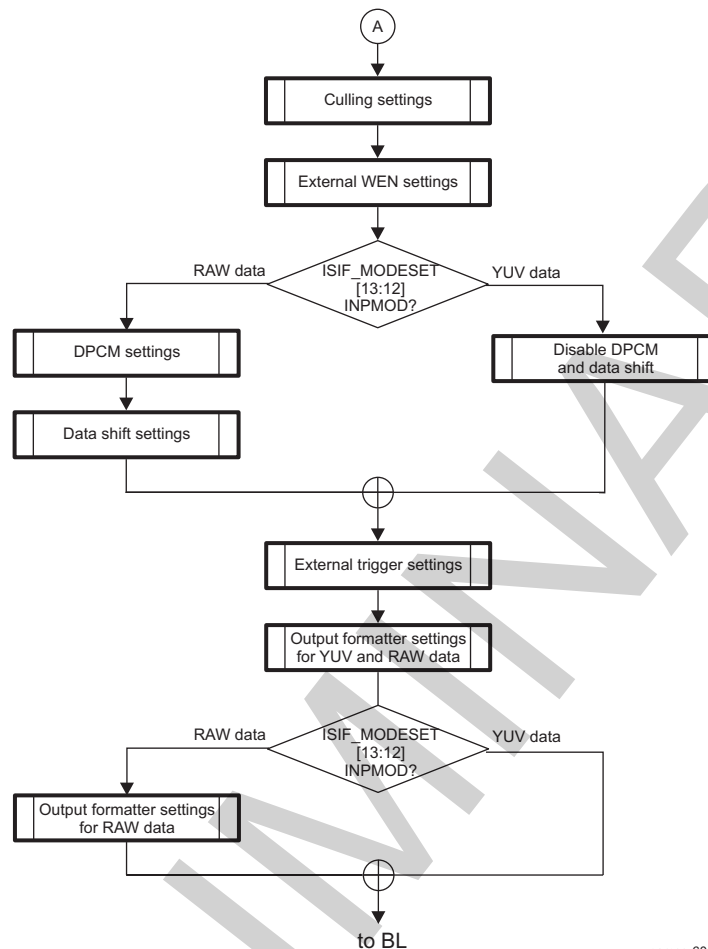 A
Culling settings
External WEN settings
RAW data
ISIF_MODESET
[13:12]
INPMOD?
YUV data
DPCM settings
Disable DPCM
and data shift
Data shift settings
External trigger settings
Output formatter settings
for YUV and RAW data
RAW data
ISIF_MODESET
[13:12]
INPMOD?
YUV data
Output formatter settings
for RAW data
to BL